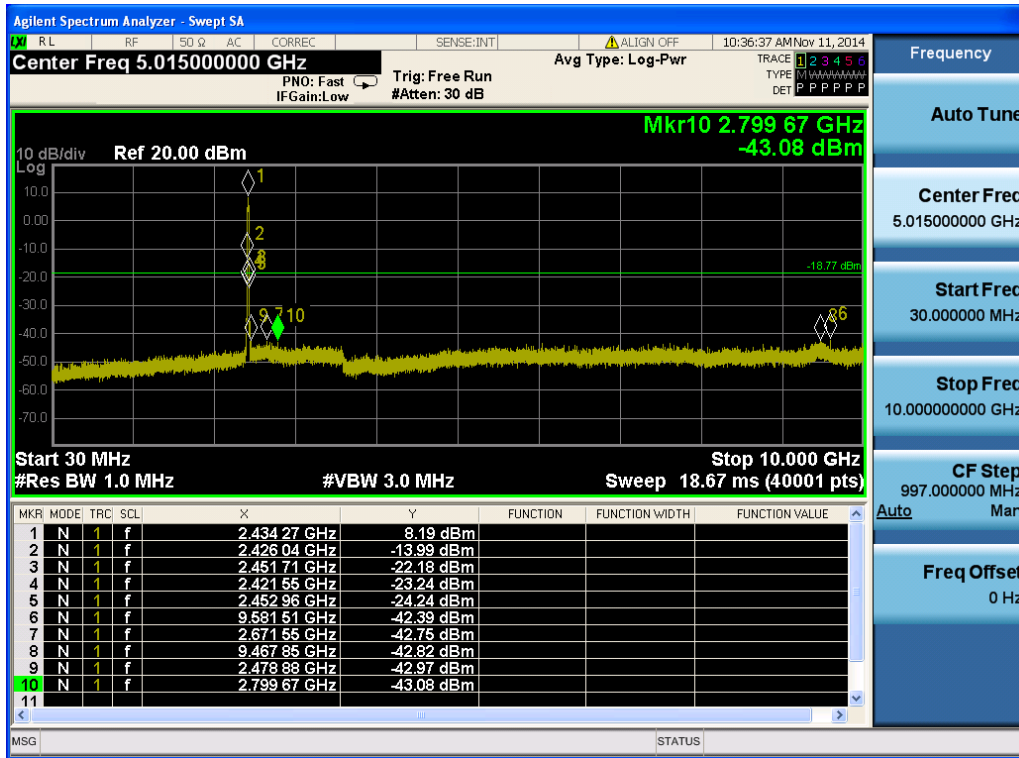 Agilent Spectrum Analyzer - Swept SA
LXI RL RF 50 Ω AC CORREC SENSE:INT ALIGN OFF 10:36:37 AM Nov 11, 2014
Center Freq 5.015000000 GHz
PNO: Fast
IFGain:Low
Trig: Free Run
#Atten: 30 dB
Avg Type: Log-Pwr
TRACE 1 2 3 4 5 6
TYPE M
DET P P P P P P
Mkr10 2.799 67 GHz
-43.08 dBm
10 dB/div Ref 20.00 dBm
Log
10.0
0.00
-10.0
-20.0
-30.0
-40.0
-50.0
-60.0
-70.0
1
2
-18.77 dBm
9 7 10
8 6
Start 30 MHz Stop 10.000 GHz
#Res BW 1.0 MHz #VBW 3.0 MHz Sweep 18.67 ms (40001 pts)
MKR MODE TRC SCL X Y FUNCTION FUNCTION WIDTH FUNCTION VALUE
1 N 1 f 2.434 27 GHz 8.19 dBm
2 N 1 f 2.426 04 GHz -13.99 dBm
3 N 1 f 2.451 71 GHz -22.18 dBm
4 N 1 f 2.421 55 GHz -23.24 dBm
5 N 1 f 2.452 96 GHz -24.24 dBm
6 N 1 f 9.581 51 GHz -42.39 dBm
7 N 1 f 2.671 55 GHz -42.75 dBm
8 N 1 f 9.467 85 GHz -42.82 dBm
9 N 1 f 2.478 88 GHz -42.97 dBm
10 N 1 f 2.799 67 GHz -43.08 dBm
11
MSG STATUS
Frequency
Auto Tune
Center Freq
5.015000000 GHz
Start Freq
30.000000 MHz
Stop Freq
10.000000000 GHz
CF Step
997.000000 MHz
Auto Man
Freq Offset
0 Hz